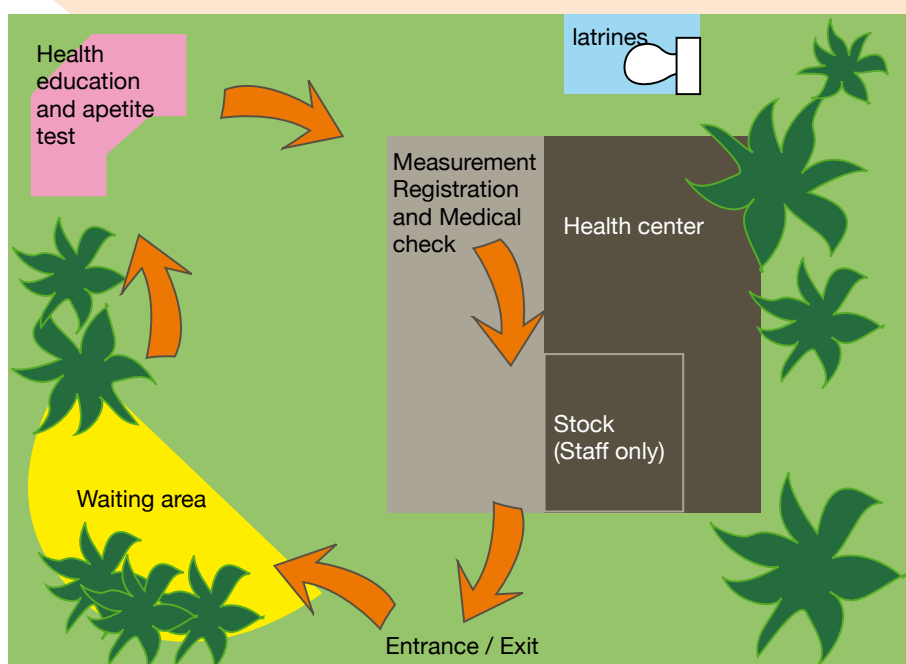 Health
education
and apetite
test
latrines
Measurement
Registration
and Medical
check
Health center
Stock
(Staff only)
Waiting area
Entrance / Exit